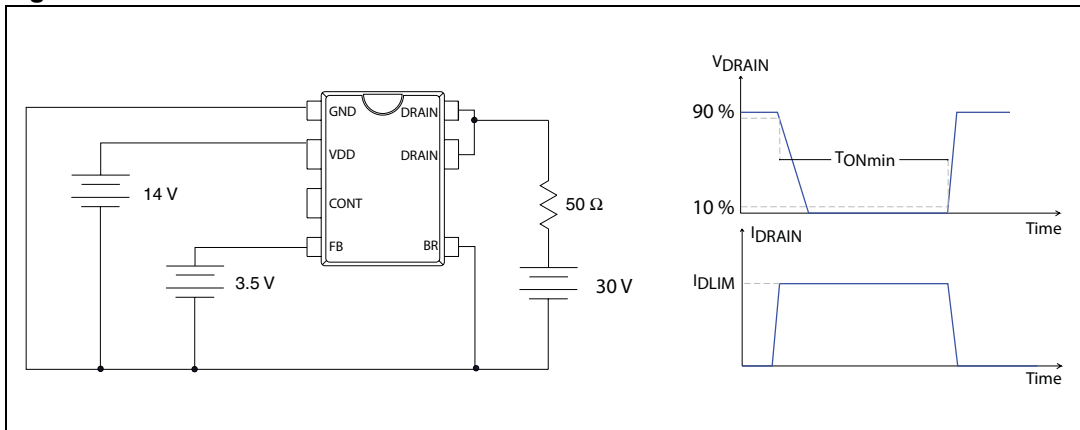 GND
DRAIN
VDD
DRAIN
CONT
FB
BR
14 V
3.5 V
50 Ω
30 V
VDRAIN
90 %
TONmin
10 %
Time
IDRAIN
IDLIM
Time